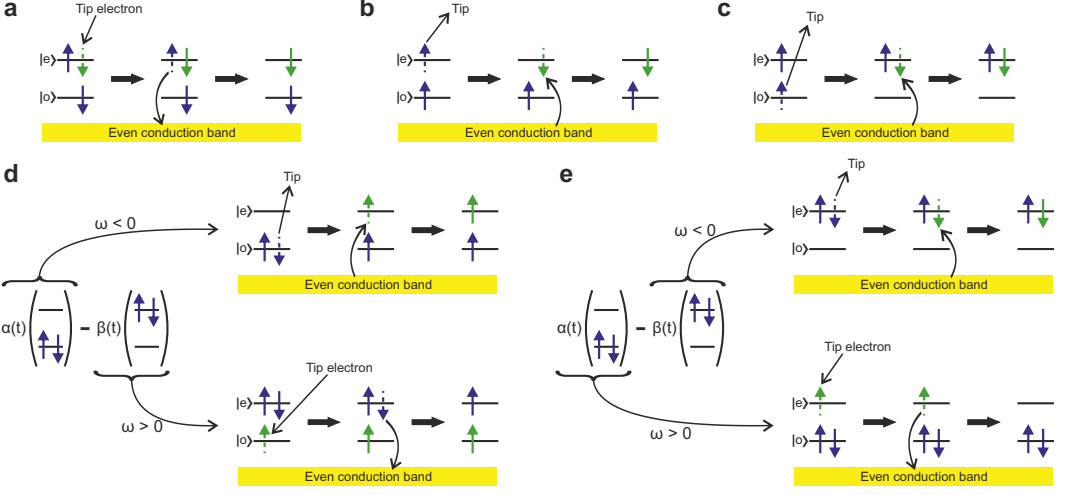 a
Tip electron
|e⟩
|o⟩
Even conduction band
b
Tip
|e⟩
|o⟩
Even conduction band
c
Tip
|e⟩
|o⟩
Even conduction band
d
ω < 0
Tip
|e⟩
|o⟩
Even conduction band
α(t) – β(t)
ω > 0
Tip electron
|e⟩
|o⟩
Even conduction band
e
ω < 0
Tip
|e⟩
|o⟩
Even conduction band
α(t) – β(t)
ω > 0
Tip electron
|e⟩
|o⟩
Even conduction band